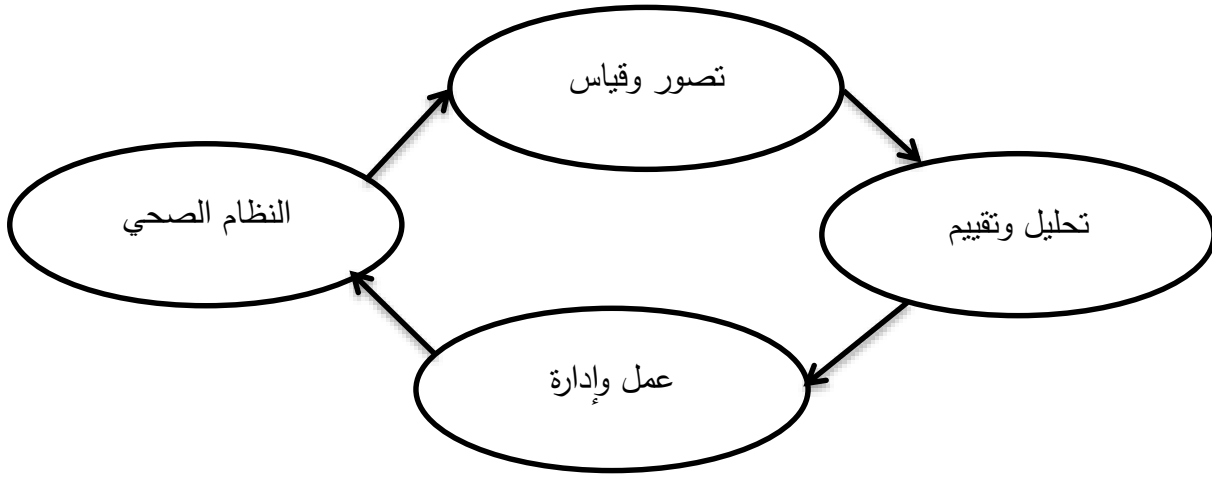 تصور وقياس
النظام الصحي
تحليل وتقييم
عمل وإدارة